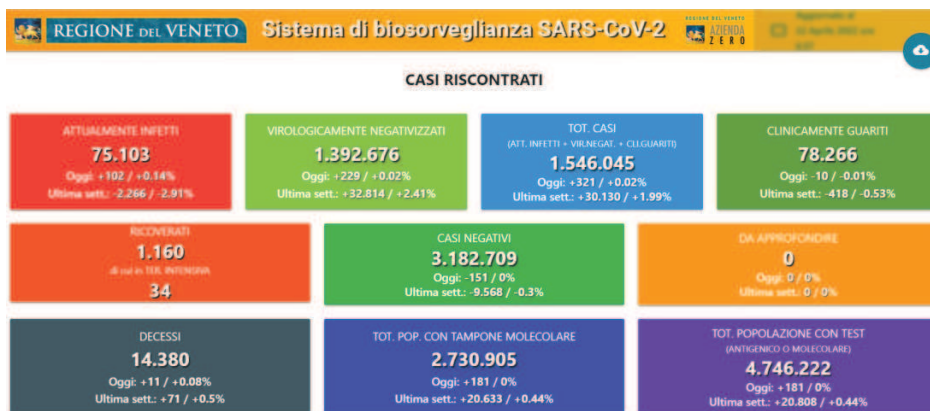 REGIONE DEL VENETO
Sistema di biosorveglianza SARS-CoV-2
REGIONE DEL VENETO
AZIENDA
ZERO
Aggiornato al
CASI RISCONTRATI
ATTUALMENTE INFETTI
75.103
Oggi: +102 / +0.14%
Ultima sett.: -2.266 / -2.91%
VIROLOGICAMENTE NEGATIVIZZATI
1.392.676
Oggi: +229 / +0.02%
Ultima sett.: +32.814 / +2.41%
TOT. CASI
(ATT. INFETTI + VIR.NEGAT. + CLI.GUARITI)
1.546.045
Oggi: +321 / +0.02%
Ultima sett.: +30.130 / +1.99%
CLINICAMENTE GUARITI
78.266
Oggi: -10 / -0.01%
Ultima sett.: -418 / -0.53%
RICOVERATI
1.160
di cui in TER. INTENSIVA
34
CASI NEGATIVI
3.182.709
Oggi: -151 / 0%
Ultima sett.: -9.568 / -0.3%
DA APPROFONDIRE
0
Oggi: 0 / 0%
Ultima sett.: 0 / 0%
DECESSI
14.380
Oggi: +11 / +0.08%
Ultima sett.: +71 / +0.5%
TOT. POP. CON TAMPONE MOLECOLARE
2.730.905
Oggi: +181 / 0%
Ultima sett.: +20.633 / +0.44%
TOT. POPOLAZIONE CON TEST
(ANTIGENICO O MOLECOLARE)
4.746.222
Oggi: +181 / 0%
Ultima sett.: +20.808 / +0.44%